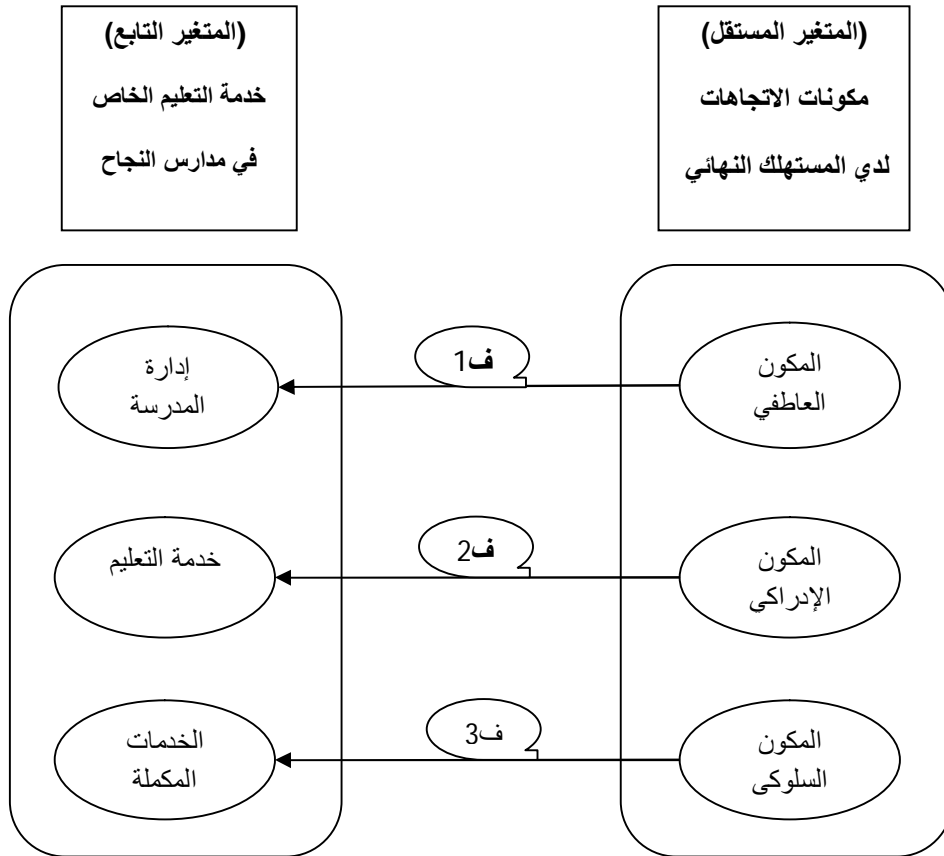 (المتغير المستقل)
مكونات الاتجاهات
لدي المستهلك النهائي
(المتغير التابع)
خدمة التعليم الخاص
في مدارس النجاح
المكون
العاطفي
ف1
إدارة
المدرسة
المكون
الإدراكي
ف2
خدمة التعليم
المكون
السلوكى
ف3
الخدمات
المكملة